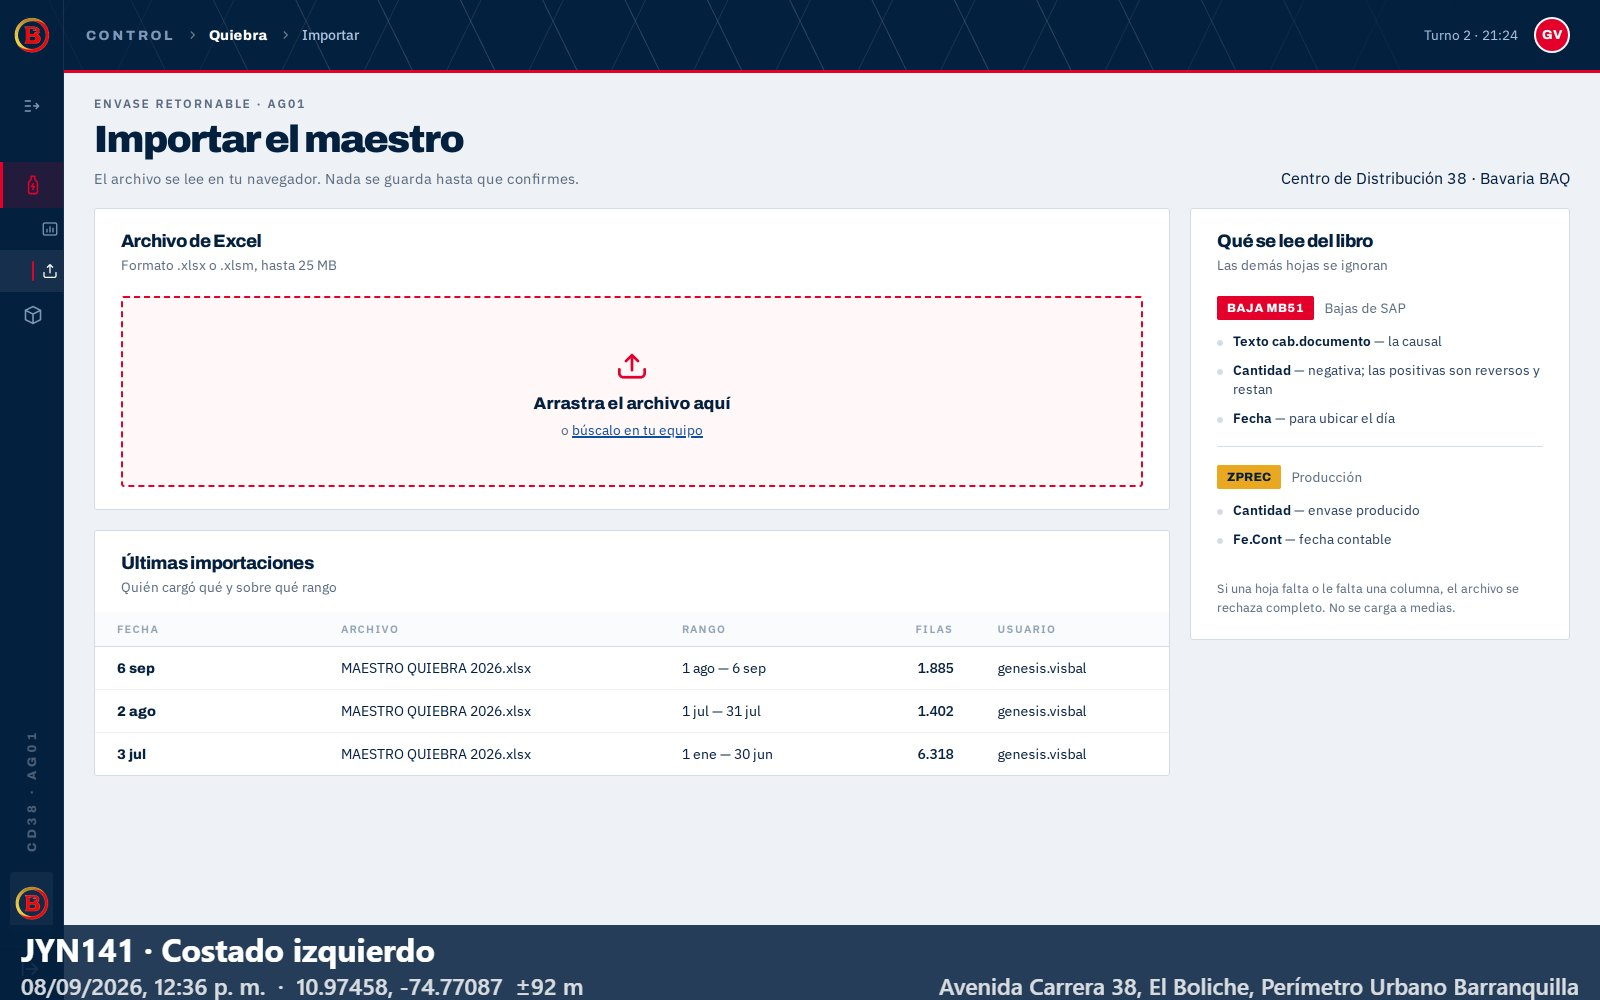 B
CONTROL > Quiebra > Importar
Turno 2 · 21:24
GV
ENVASE RETORNABLE · AG01
Importar el maestro
El archivo se lee en tu navegador. Nada se guarda hasta que confirmes.
Centro de Distribución 38 · Bavaria BAQ
Archivo de Excel
Formato .xlsx o .xlsm, hasta 25 MB
Arrastra el archivo aquí
o búscalo en tu equipo
Últimas importaciones
Quién cargó qué y sobre qué rango
FECHA ARCHIVO RANGO FILAS USUARIO
6 sep MAESTRO QUIEBRA 2026.xlsx 1 ago — 6 sep 1.885 genesis.visbal
2 ago MAESTRO QUIEBRA 2026.xlsx 1 jul — 31 jul 1.402 genesis.visbal
3 jul MAESTRO QUIEBRA 2026.xlsx 1 ene — 30 jun 6.318 genesis.visbal
Qué se lee del libro
Las demás hojas se ignoran
BAJA MB51 Bajas de SAP
Texto cab.documento — la causal
Cantidad — negativa; las positivas son reversos y
restan
Fecha — para ubicar el día
ZPREC Producción
Cantidad — envase producido
Fe.Cont — fecha contable
Si una hoja falta o le falta una columna, el archivo se
rechaza completo. No se carga a medias.
CD38 · AG01
B
JYN141 · Costado izquierdo
08/09/2026, 12:36 p. m. · 10.97458, -74.77087 ±92 m
Avenida Carrera 38, El Boliche, Perímetro Urbano Barranquilla